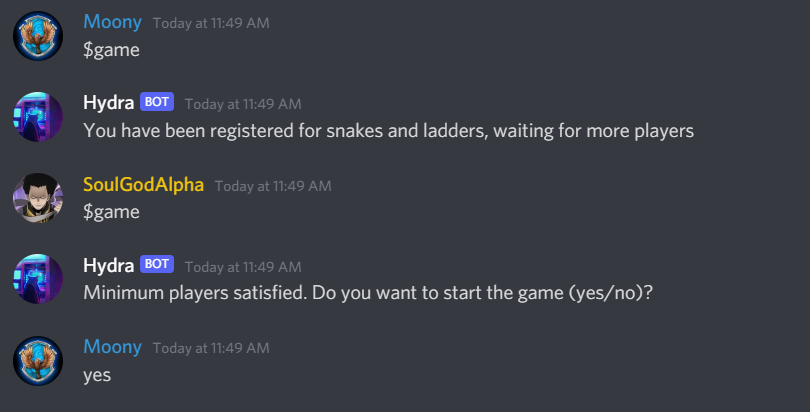 Moony Today at 11:49 AM
$game
Hydra BOT Today at 11:49 AM
You have been registered for snakes and ladders, waiting for more players
SoulGodAlpha Today at 11:49 AM
$game
Hydra BOT Today at 11:49 AM
Minimum players satisfied. Do you want to start the game (yes/no)?
Moony Today at 11:49 AM
yes